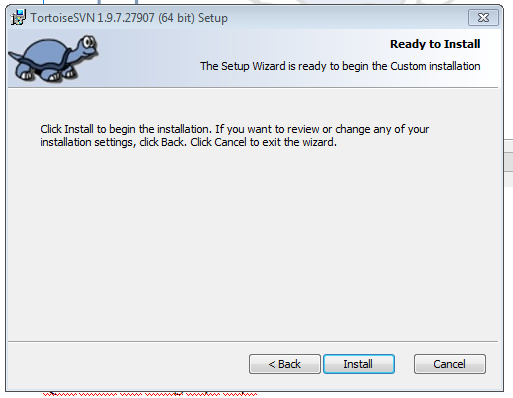 TortoiseSVN 1.9.7.27907 (64 bit) Setup
Ready to Install
The Setup Wizard is ready to begin the Custom installation
Click Install to begin the installation. If you want to review or change any of your
installation settings, click Back. Click Cancel to exit the wizard.
< Back
Install
Cancel